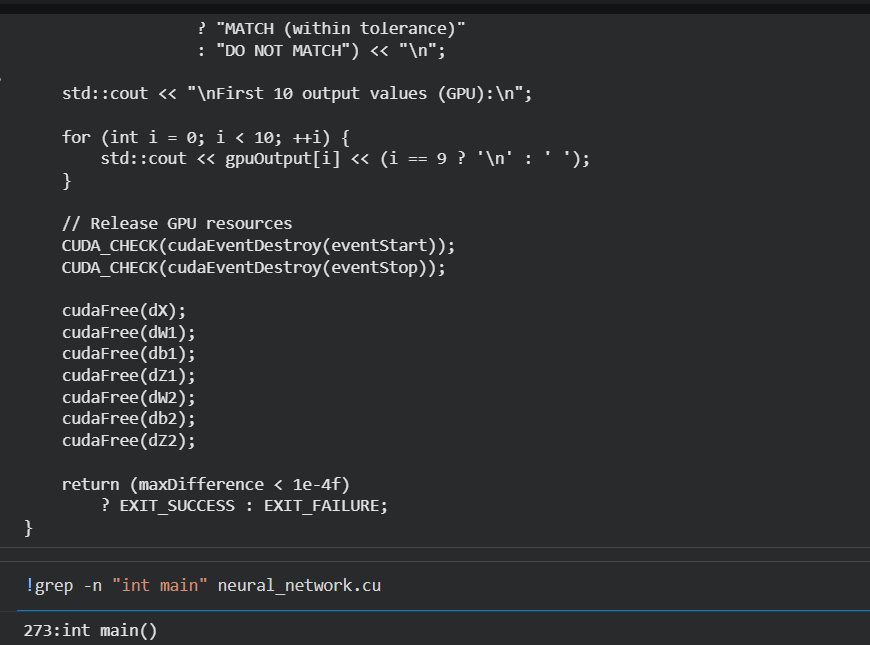 ? "MATCH (within tolerance)"
: "DO NOT MATCH") << "\n";
std::cout << "\nFirst 10 output values (GPU):\n";
for (int i = 0; i < 10; ++i) {
std::cout << gpuOutput[i] << (i == 9 ? '\n' : ' ');
}
// Release GPU resources
CUDA_CHECK(cudaEventDestroy(eventStart));
CUDA_CHECK(cudaEventDestroy(eventStop));
cudaFree(dX);
cudaFree(dW1);
cudaFree(db1);
cudaFree(dZ1);
cudaFree(dW2);
cudaFree(db2);
cudaFree(dZ2);
return (maxDifference < 1e-4f)
? EXIT_SUCCESS : EXIT_FAILURE;
}
!grep -n "int main" neural_network.cu
273:int main()